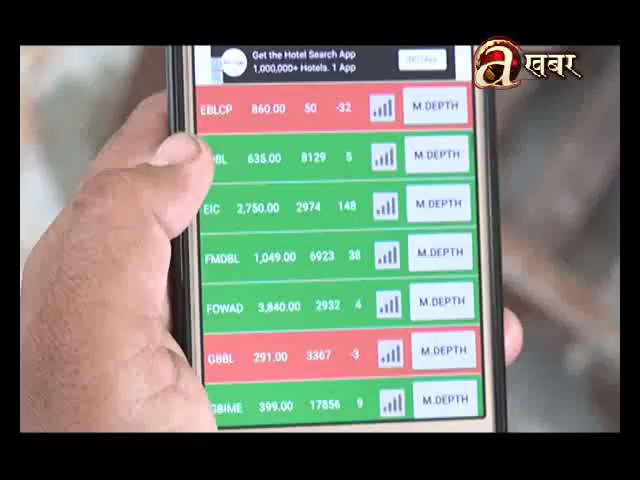 Get the Hotel Search App
1,000,000+ Hotels. 1 App
INSTALL
a खबर
EBLCP 860.00 50 -32 M.DEPTH
BL 635.00 8129 5 M.DEPTH
EIC 2,750.00 2974 148 M.DEPTH
FMDBL 1,049.00 6923 38 M.DEPTH
FOWAD 3,840.00 2932 4 M.DEPTH
GBBL 291.00 3367 -3 M.DEPTH
GBIME 399.00 17856 9 M.DEPTH